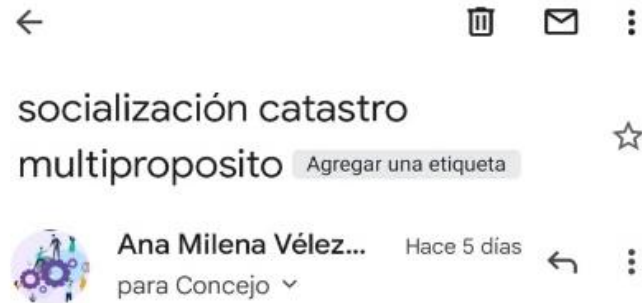 socialización catastro
multiproposito Agregar una etiqueta
Ana Milena Vélez... Hace 5 días
para Concejo